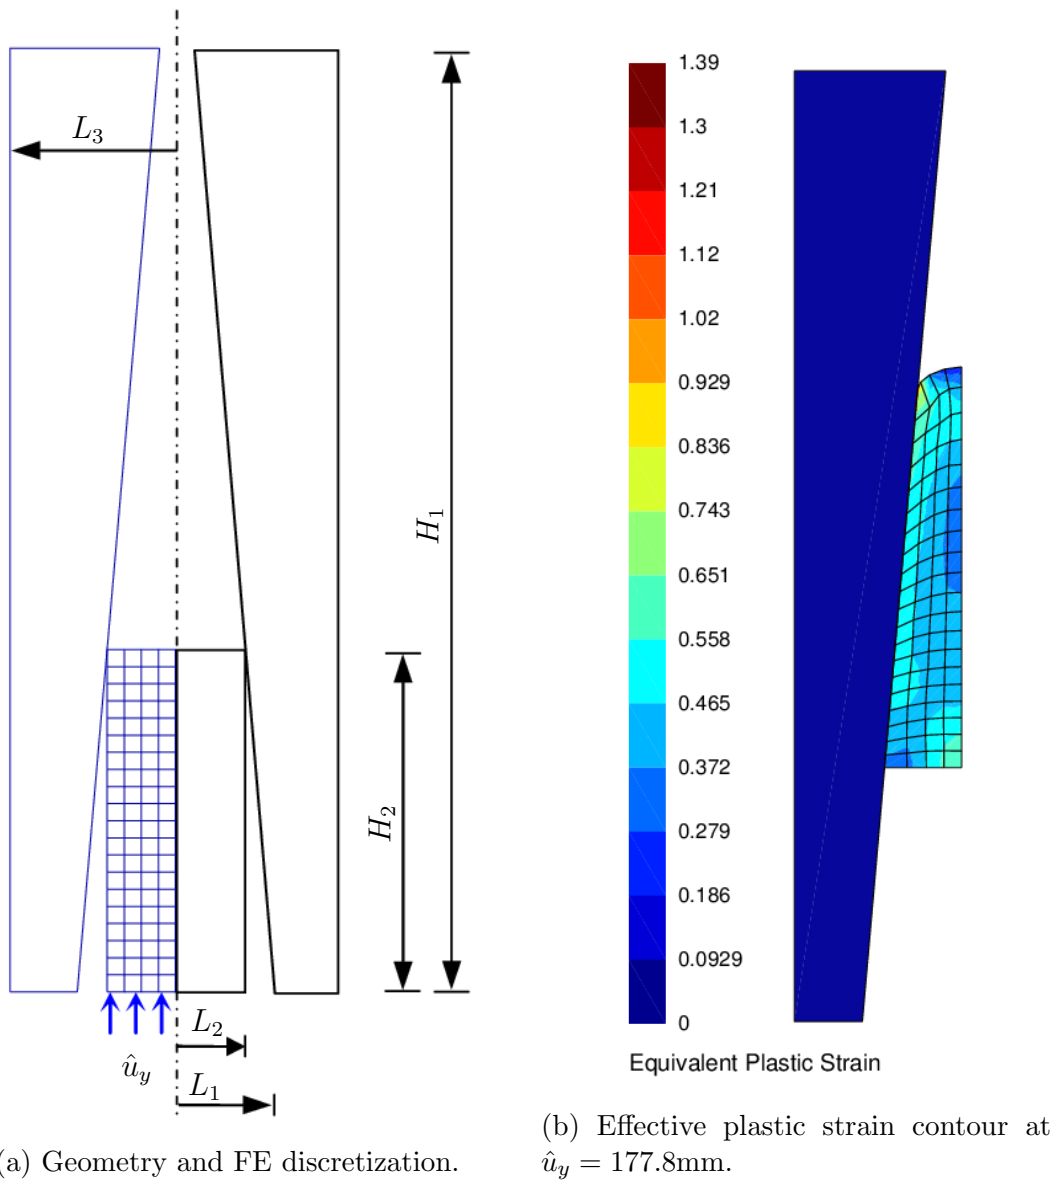 L₃
H₁
H₂
L₂
û_y
L₁
(a) Geometry and FE discretization.
1.39
1.3
1.21
1.12
1.02
0.929
0.836
0.743
0.651
0.558
0.465
0.372
0.279
0.186
0.0929
0
Equivalent Plastic Strain
(b) Effective plastic strain contour at
û_y = 177.8mm.